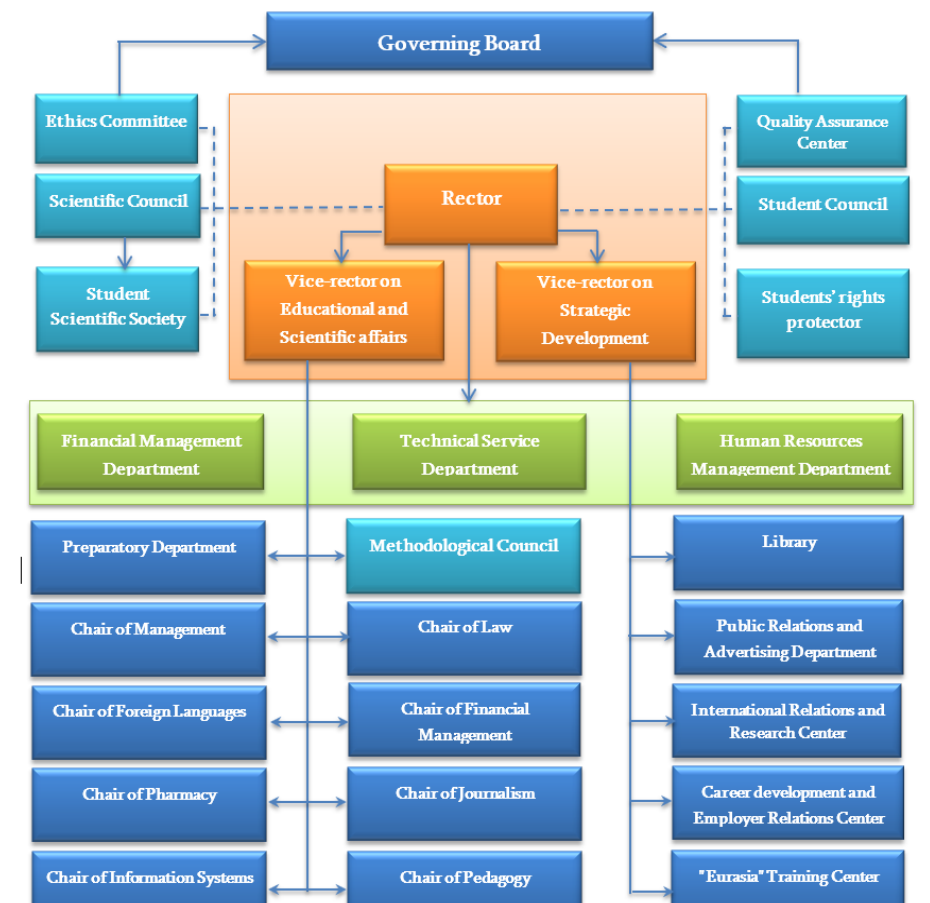 Governing Board
Ethics Committee
Quality Assurance
Center
Scientific Council
Rector
Student Council
Student
Scientific Society
Vice-rector on
Educational and
Scientific affairs
Vice-rector on
Strategic
Development
Students' rights
protector
Financial Management
Department
Technical Service
Department
Human Resources
Management Department
Preparatory Department
Methodological Council
Library
Chair of Management
Chair of Law
Public Relations and
Advertising Department
Chair of Foreign Languages
Chair of Financial
Management
International Relations and
Research Center
Chair of Pharmacy
Chair of Journalism
Career development and
Employer Relations Center
Chair of Information Systems
Chair of Pedagogy
"Eurasia" Training Center